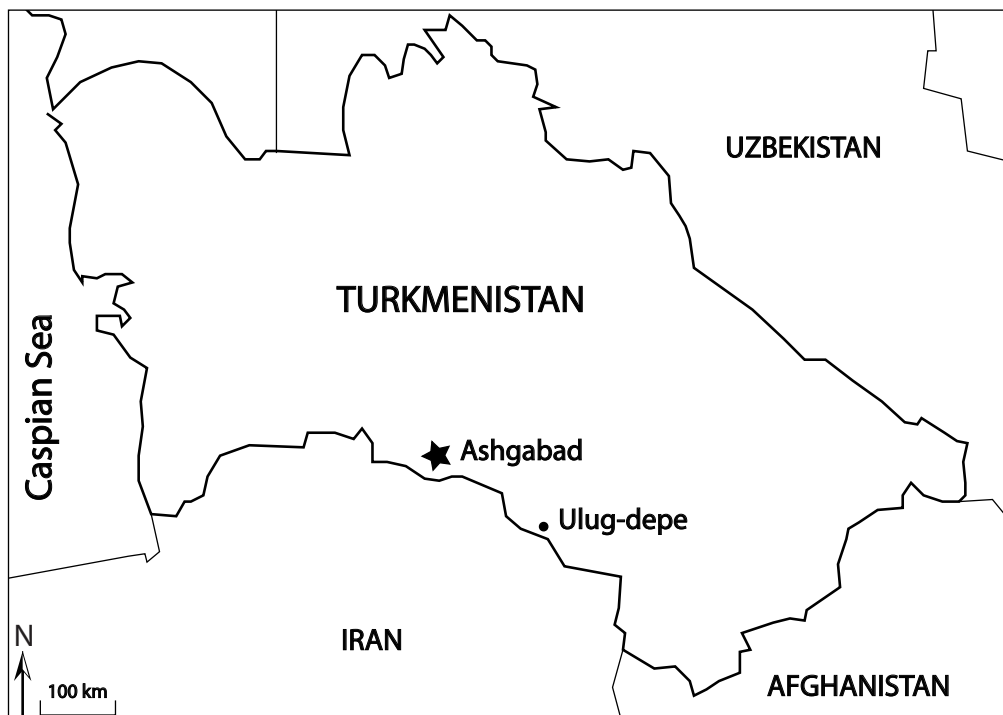 UZBEKISTAN
TURKMENISTAN
Caspian Sea
Ashgabad
Ulug-depe
N
IRAN
100 km
AFGHANISTAN